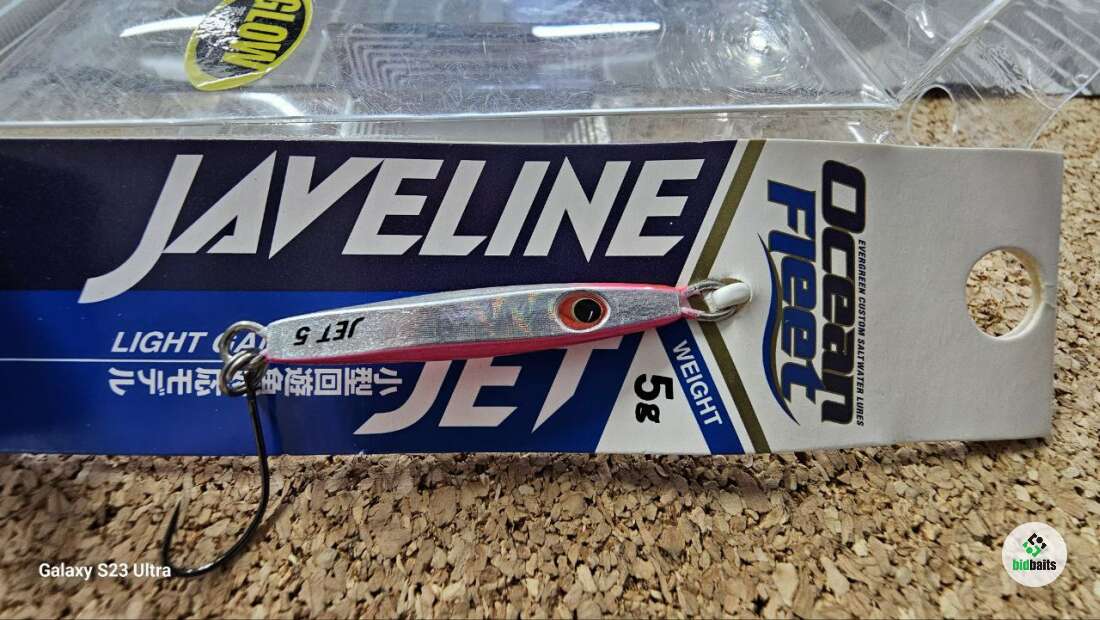 GLOW
JAVELINE
JET
LIGHT GA
小型回遊魚 対応モデル
JET 5
WEIGHT
5g
Ocean
Fleet
EVERGREEN CUSTOM SALTWATER LURES
Galaxy S23 Ultra
bidbaits